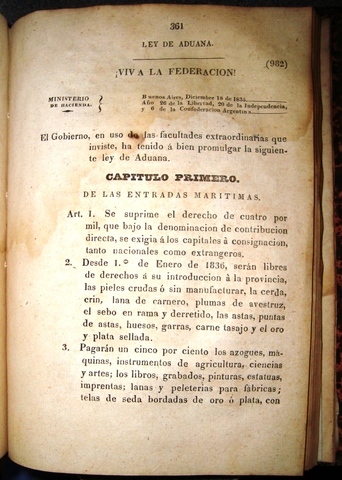 361
LEY DE ADUANA.
(982)
¡VIVA LA FEDERACION!
MINISTERIO
DE HACIENDA.
Buenos Aires, Diciembre 18 de 1835.
Año 26 de la Libertad, 20 de la Independencia,
y 6 de la Confederacion Argentina.
El Gobierno, en uso de las facultades extraordinarias que
inviste, ha tenido á bien promulgar la siguien-
te ley de Aduana.
CAPITULO PRIMERO.
DE LAS ENTRADAS MARITIMAS.
Art. 1. Se suprime el derecho de cuatro por
mil, que bajo la denominacion de contribucion
directa, se exigia á los capitales à consignacion,
tanto nacionales como extrangeros.
2. Desde 1.º de Enero de 1836, serán libres
de derechos á su introduccion à la provincia,
las pieles crudas ó sin manufacturar, la cerda,
crin, lana de carnero, plumas de avestruz,
el sebo en rama y derretido, las astas, puntas
de astas, huesos, garras, carne tasajo y el oro
y plata sellada.
3. Pagarán un cinco por ciento los azogues, má-
quinas, instrumentos de agricultura, ciencias
y artes; los libros, grabados, pinturas, estatuas,
imprentas; lanas y peleterias para fábricas;
telas de seda bordadas de oro ó plata, con